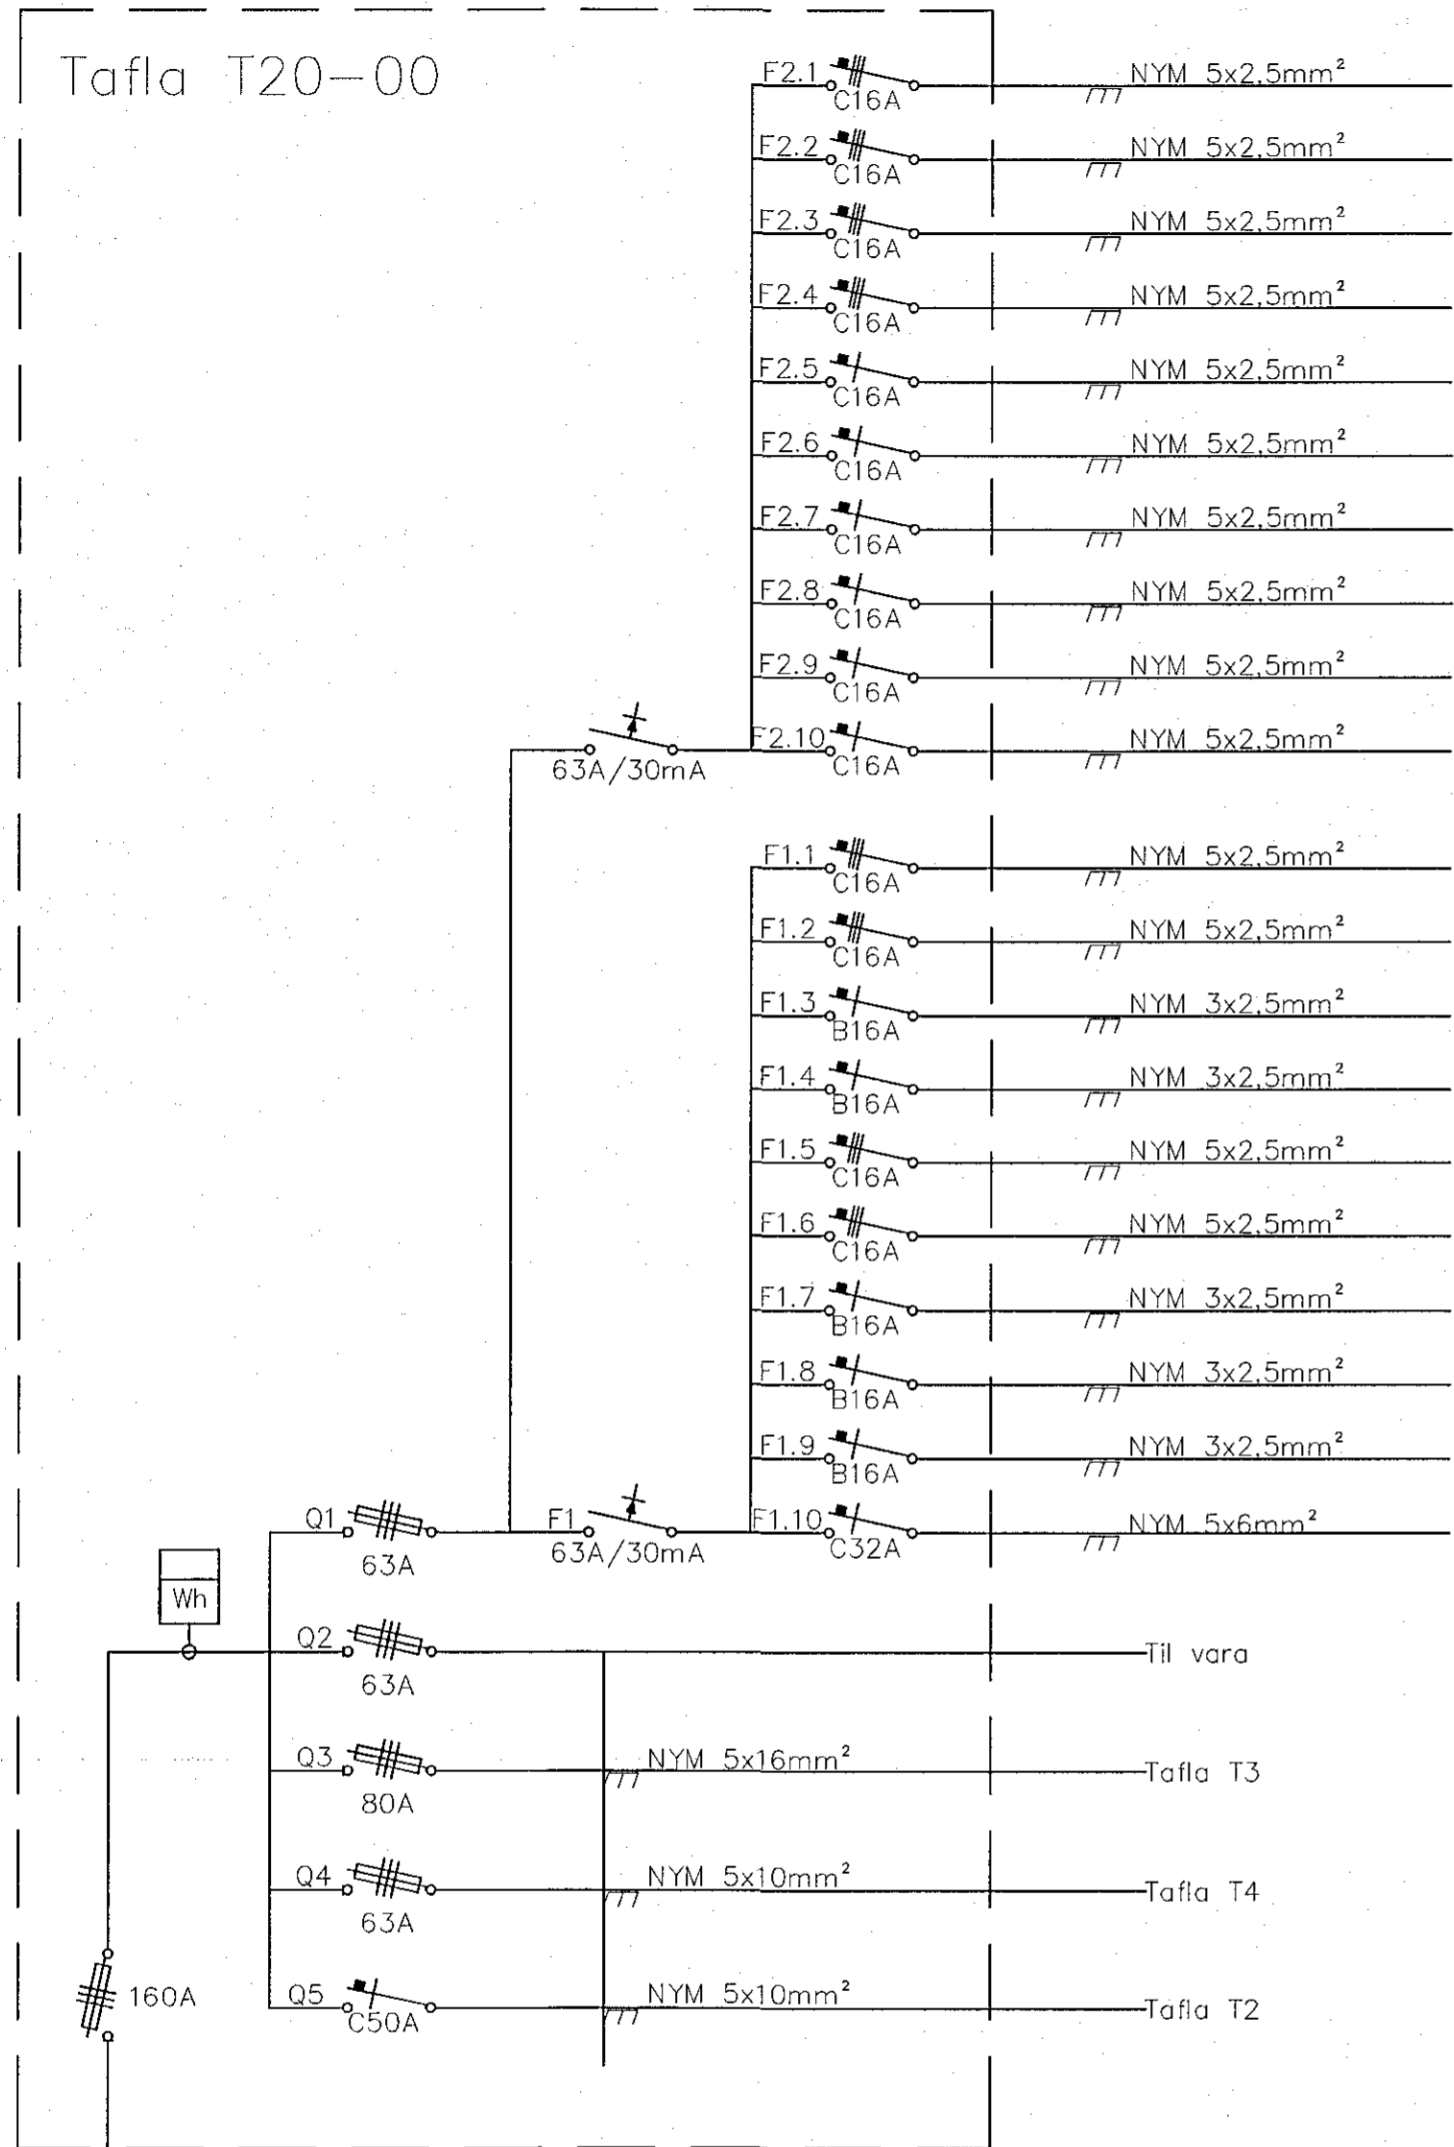 Tafla T20-00
F2.1 C16A NYM 5x2,5mm²
F2.2 C16A NYM 5x2,5mm²
F2.3 C16A NYM 5x2,5mm²
F2.4 C16A NYM 5x2,5mm²
F2.5 C16A NYM 5x2,5mm²
F2.6 C16A NYM 5x2,5mm²
F2.7 C16A NYM 5x2,5mm²
F2.8 C16A NYM 5x2,5mm²
F2.9 C16A NYM 5x2,5mm²
63A/30mA F2.10 C16A NYM 5x2,5mm²
F1.1 C16A NYM 5x2,5mm²
F1.2 C16A NYM 5x2,5mm²
F1.3 B16A NYM 3x2,5mm²
F1.4 B16A NYM 3x2,5mm²
F1.5 C16A NYM 5x2,5mm²
F1.6 C16A NYM 5x2,5mm²
F1.7 B16A NYM 3x2,5mm²
F1.8 B16A NYM 3x2,5mm²
F1.9 B16A NYM 3x2,5mm²
Q1 63A F1 63A/30mA F1.10 C32A NYM 5x6mm²
Wh
Q2 63A Til vara
Q3 80A NYM 5x16mm² Tafla T3
Q4 63A NYM 5x10mm² Tafla T4
160A
Q5 C50A NYM 5x10mm² Tafla T2